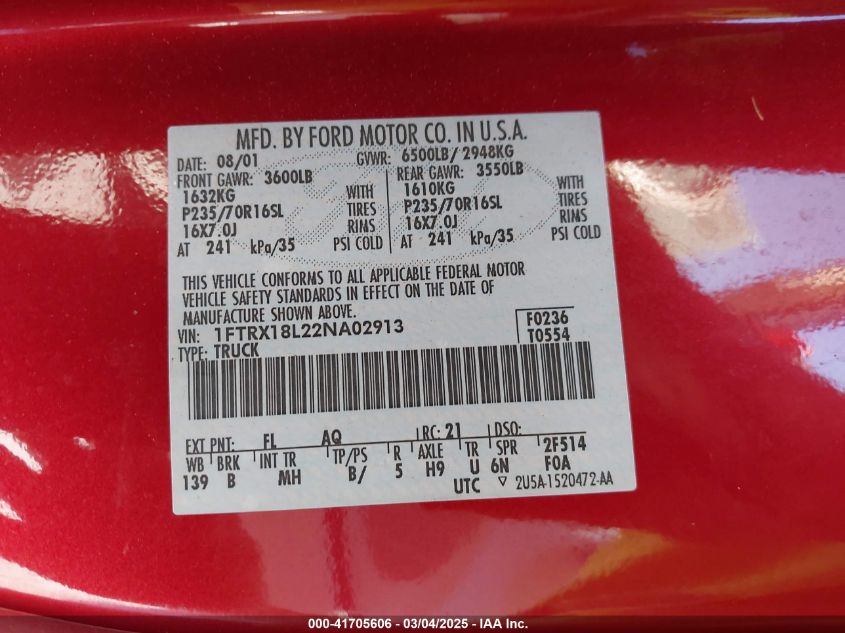 MFD. BY FORD MOTOR CO. IN U.S.A.
DATE: 08/01 GVWR: 6500LB/ 2948KG
FRONT GAWR: 3600LB REAR GAWR: 3550LB
1632KG WITH 1610KG WITH
P235/70R16SL TIRES P235/70R16SL TIRES
16X7.0J RIMS 16X7.0J RIMS
AT 241 kPa/35 PSI COLD AT 241 kPa/35 PSI COLD
THIS VEHICLE CONFORMS TO ALL APPLICABLE FEDERAL MOTOR
VEHICLE SAFETY STANDARDS IN EFFECT ON THE DATE OF
MANUFACTURE SHOWN ABOVE.
VIN: 1FTRX18L22NA02913 F0236
TYPE: TRUCK T0554
EXT PNT: FL AQ RC: 21 DSO:
WB BRK INT TR TP/PS R AXLE TR SPR 2F514
139 B MH B/ 5 H9 U 6N F0A
UTC ▽ 2U5A-1520472-AA
000-41705606 - 03/04/2025 - IAA Inc.